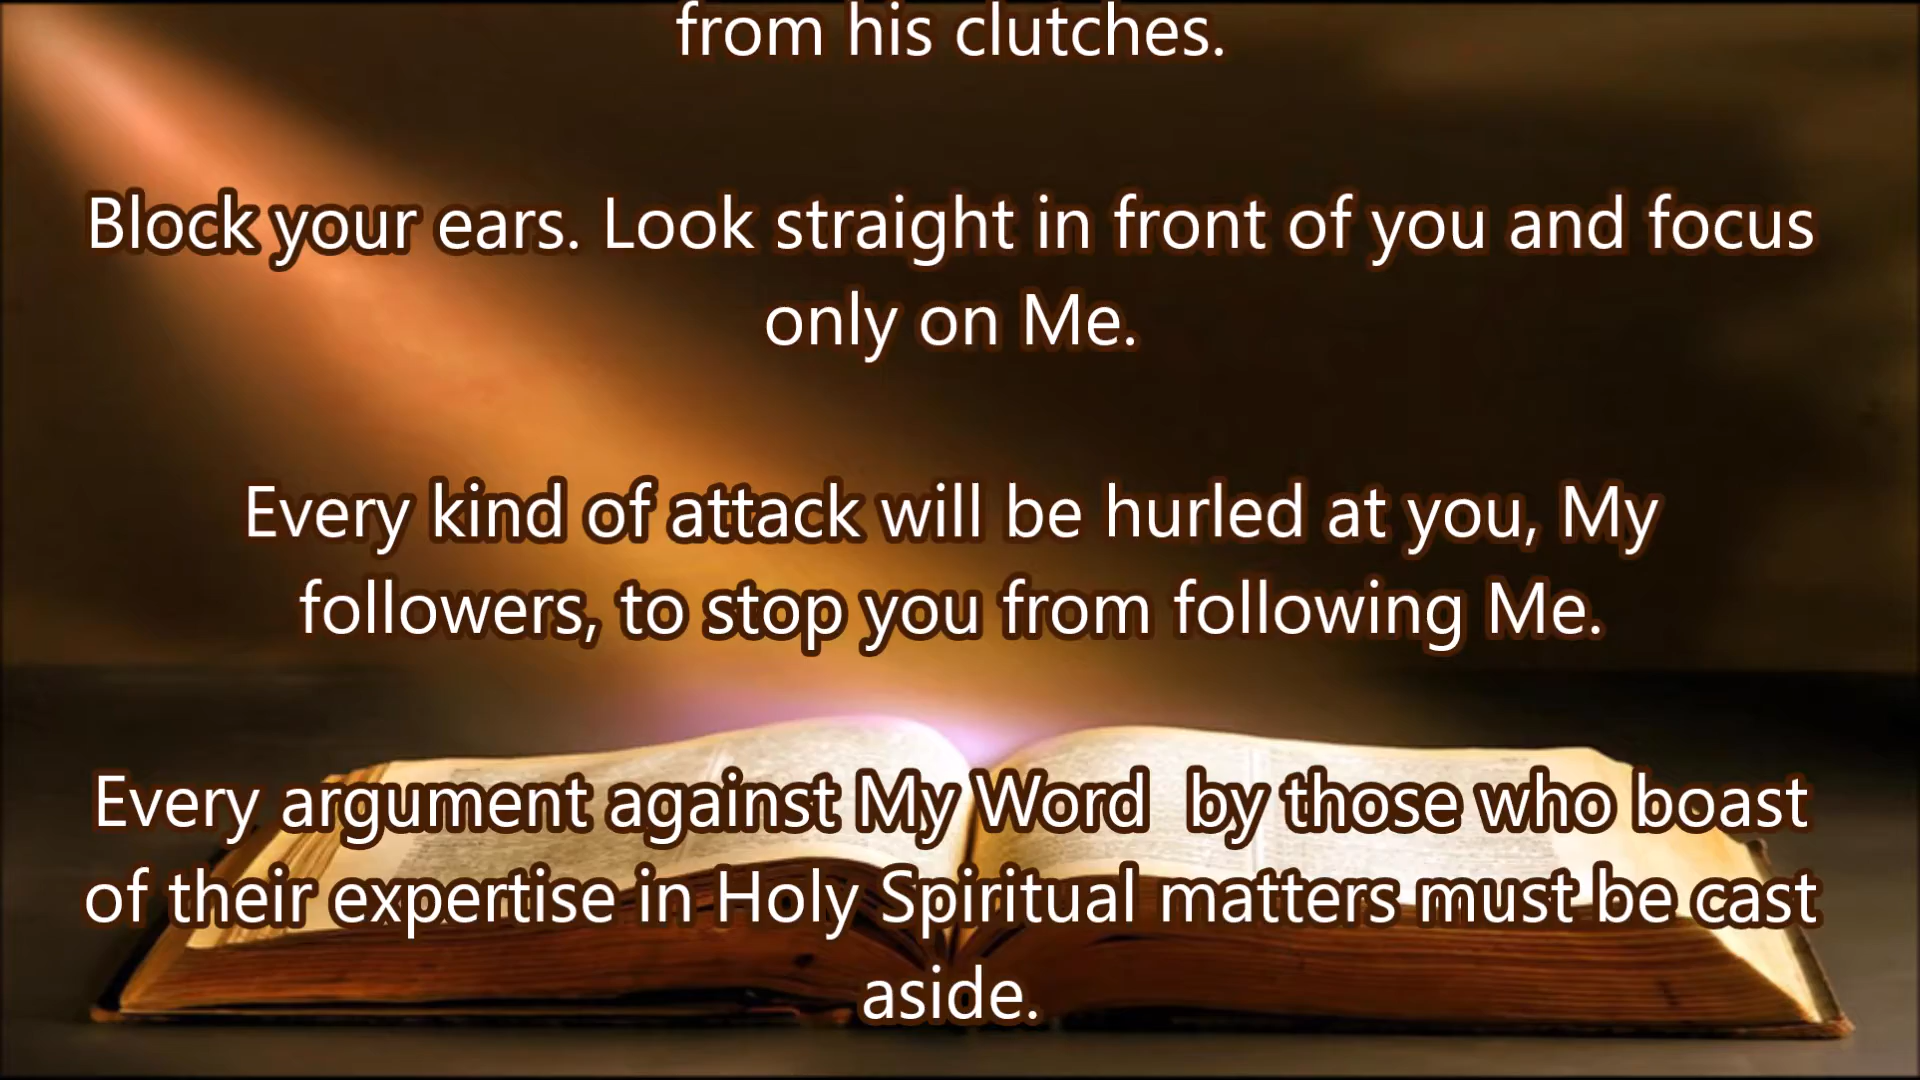 from his clutches.
Block your ears. Look straight in front of you and focus
only on Me.
Every kind of attack will be hurled at you, My
followers, to stop you from following Me.
Every argument against My Word  by those who boast
of their expertise in Holy Spiritual matters must be cast
aside.